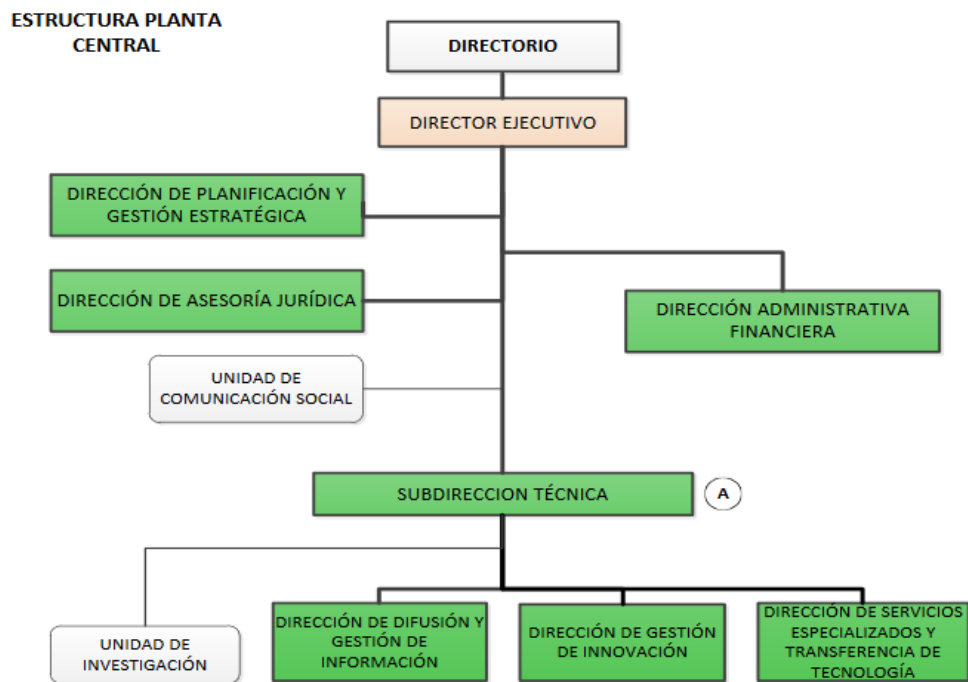 ESTRUCTURA PLANTA
CENTRAL
DIRECTORIO
DIRECTOR EJECUTIVO
DIRECCIÓN DE PLANIFICACIÓN Y
GESTIÓN ESTRATÉGICA
DIRECCIÓN DE ASESORÍA JURÍDICA
DIRECCIÓN ADMINISTRATIVA
FINANCIERA
UNIDAD DE
COMUNICACIÓN SOCIAL
SUBDIRECCION TÉCNICA
A
UNIDAD DE
INVESTIGACIÓN
DIRECCIÓN DE DIFUSIÓN Y
GESTIÓN DE
INFORMACIÓN
DIRECCIÓN DE GESTIÓN
DE INNOVACIÓN
DIRECCIÓN DE SERVICIOS
ESPECIALIZADOS Y
TRANSFERENCIA DE
TECNOLOGÍA